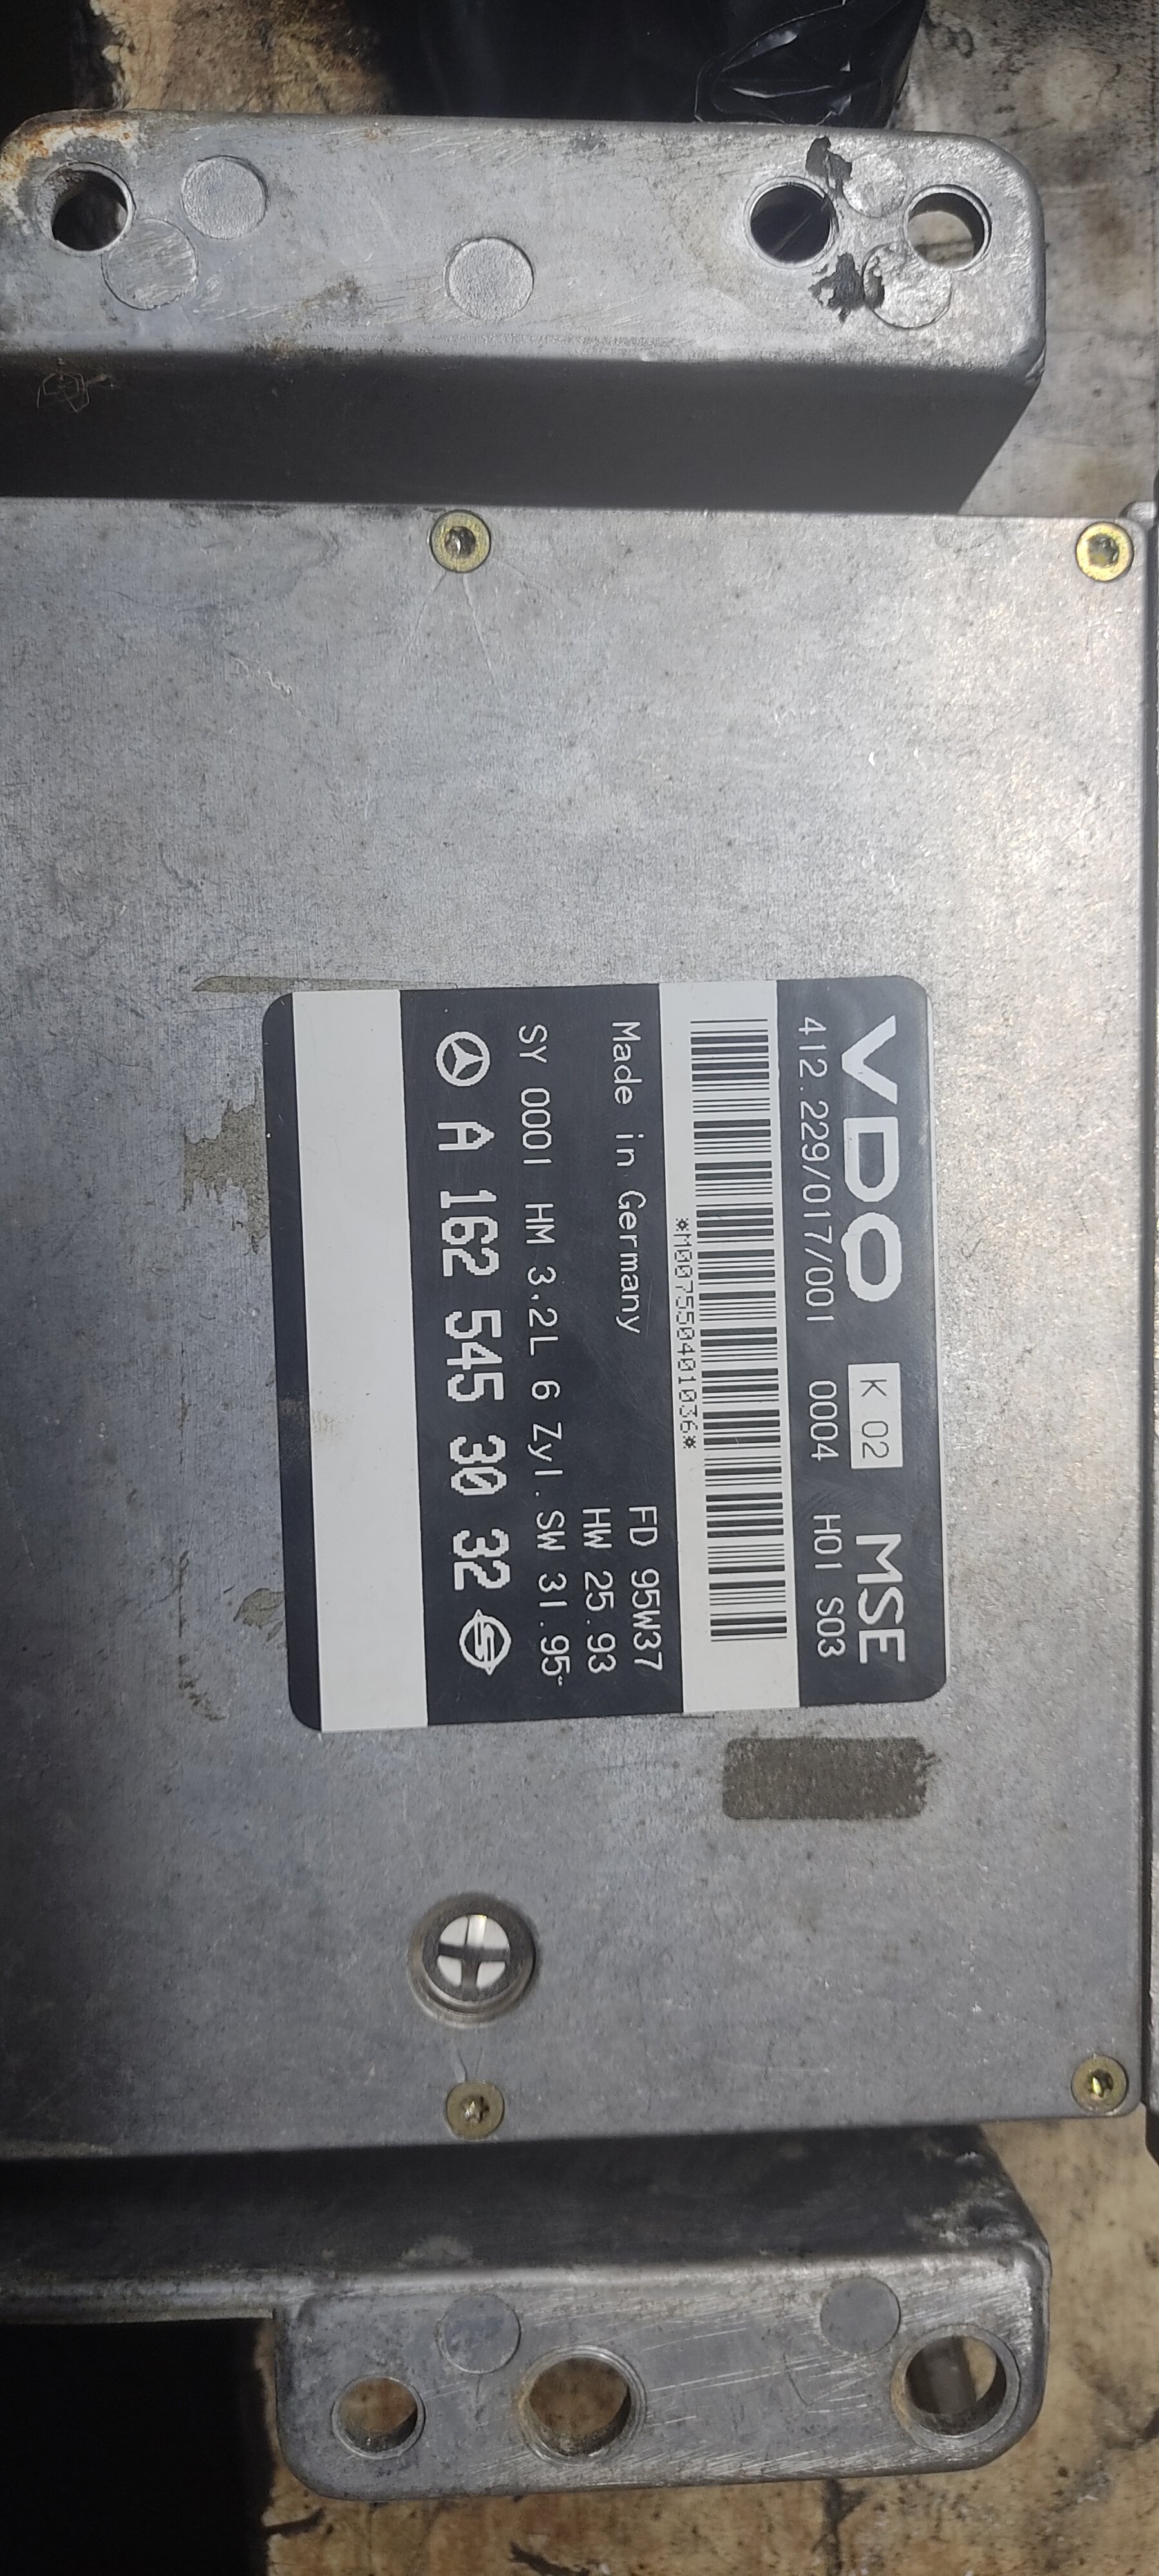 VDO K 02 MSE
412.229/017/001 0004 H01 S03
*M007550401036*
Made in Germany FD 95W37
HW 25.93
SY 0001 HM 3.2L 6 Zyl. SW 31.95
A 162 545 30 32